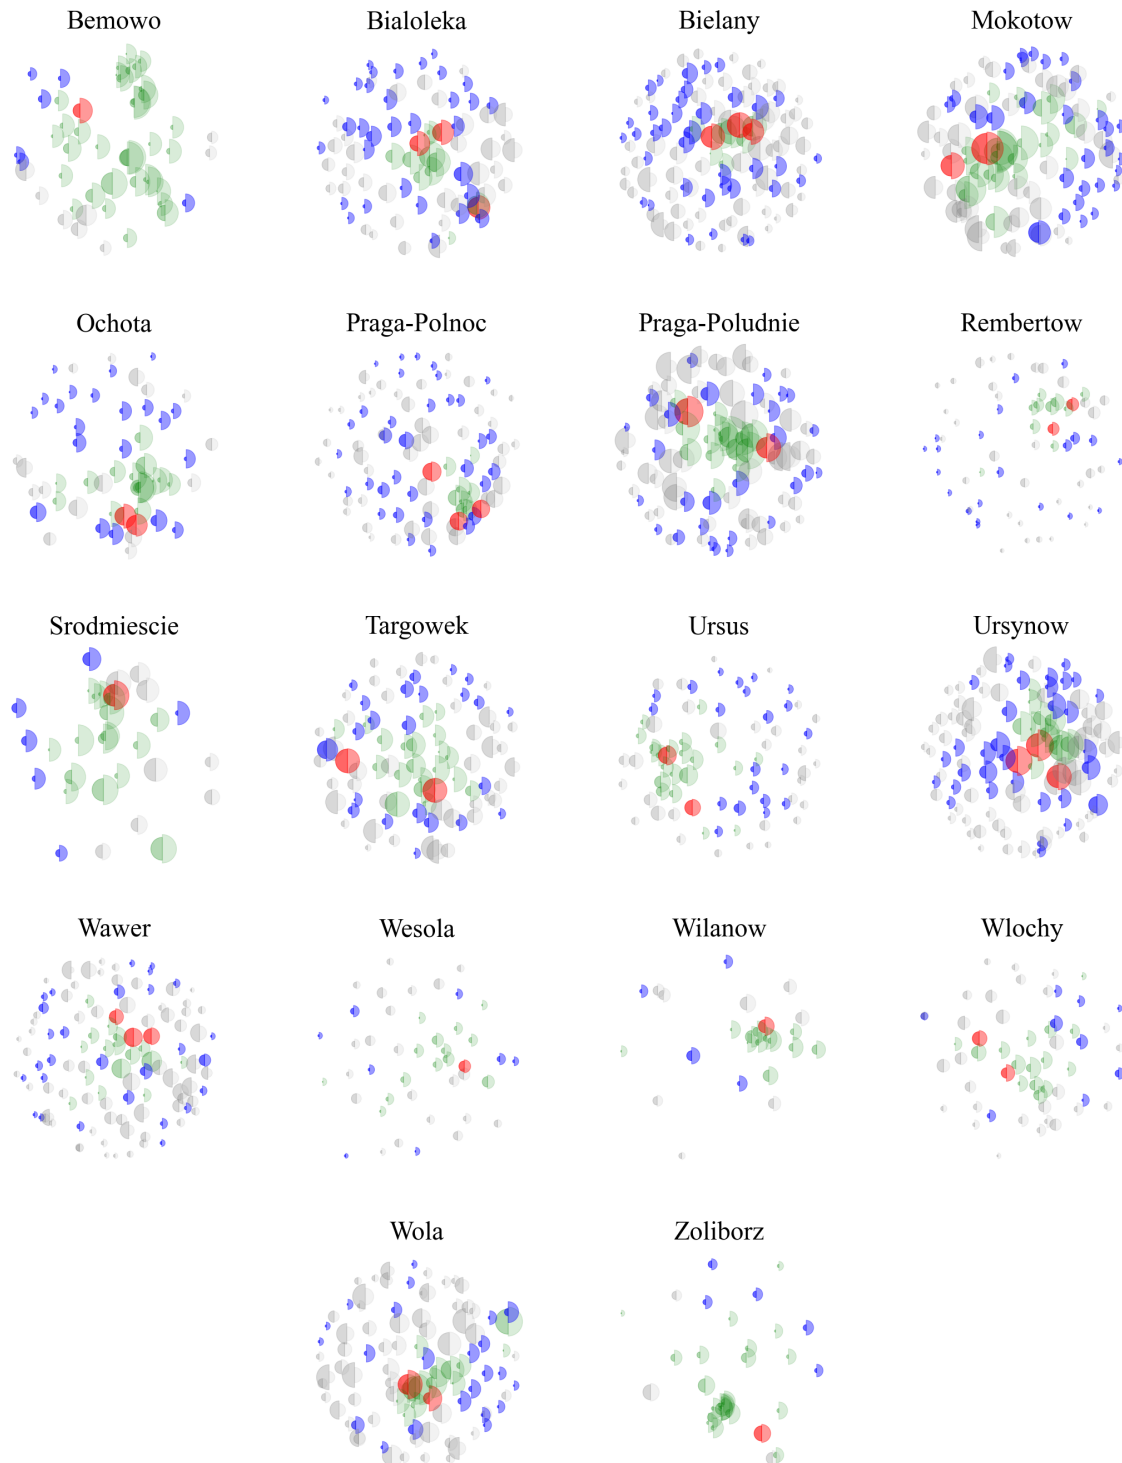 Bemowo
Bialoleka
Bielany
Mokotow
Ochota
Praga-Polnoc
Praga-Poludnie
Rembertow
Srodmiescie
Targowek
Ursus
Ursynow
Wawer
Wesola
Wilanow
Wlochy
Wola
Zoliborz